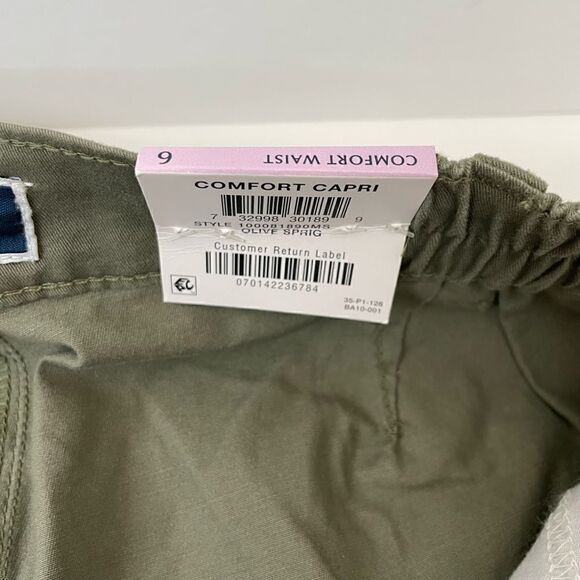 COMFORT WAIST 6
COMFORT CAPRI
7 32998 30189 9
STYLE 100081890MS
OLIVE SPRIG
Customer Return Label
070142236784
35-P1-126
BA10-001